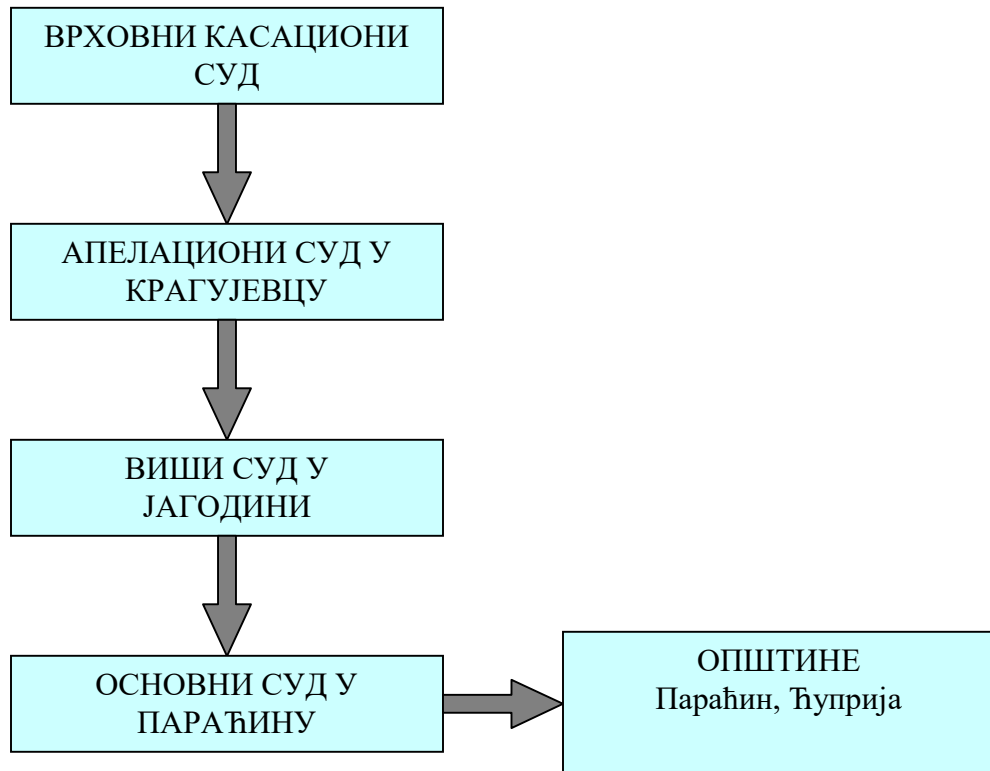 ВРХОВНИ КАСАЦИОНИ
СУД
АПЕЛАЦИОНИ СУД У
КРАГУЈЕВЦУ
ВИШИ СУД У
ЈАГОДИНИ
ОСНОВНИ СУД У
ПАРАЋИНУ
ОПШТИНЕ
Параћин, Ћуприја